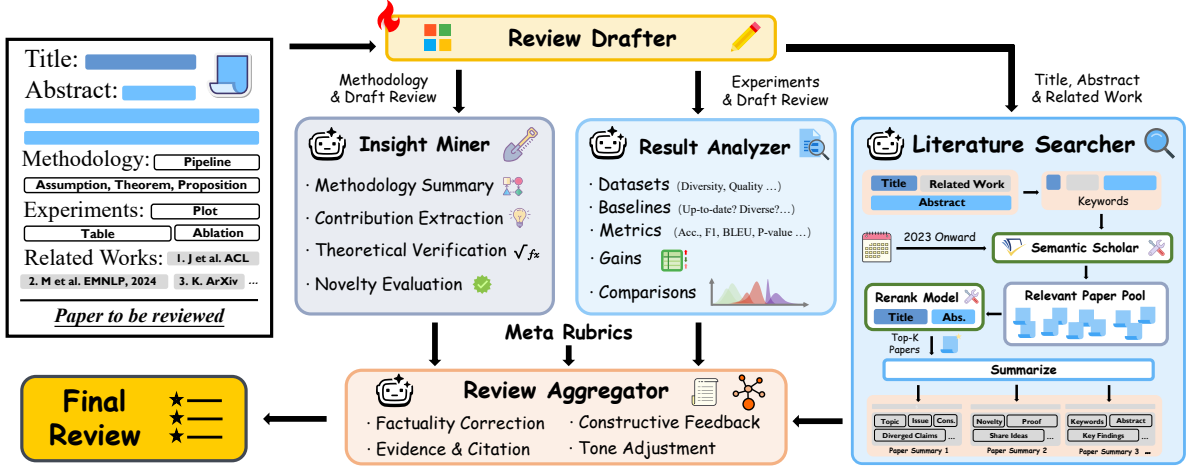 Title:
Abstract:
Methodology: Pipeline
Assumption, Theorem, Proposition
Experiments: Plot
Table Ablation
Related Works: 1. J et al. ACL
2. M et al. EMNLP, 2024 3. K. ArXiv ...
Paper to be reviewed
Review Drafter
Methodology
& Draft Review
Experiments
& Draft Review
Title, Abstract
& Related Work
Insight Miner
· Methodology Summary
· Contribution Extraction
· Theoretical Verification √fx
· Novelty Evaluation
Result Analyzer
· Datasets (Diversity, Quality ...)
· Baselines (Up-to-date? Diverse?...)
· Metrics (Acc., F1, BLEU, P-value ...)
· Gains
· Comparisons
Literature Searcher
Title Related Work
Abstract
Keywords
2023 Onward
Semantic Scholar
Rerank Model
Title Abs.
Relevant Paper Pool
Top-K
Papers
Summarize
Topic Issue Cons.
Diverged Claims ...
Paper Summary 1
Novelty Proof
Share Ideas ...
Paper Summary 2
Keywords Abstract
Key Findings ...
Paper Summary 3 ...
Meta Rubrics
Review Aggregator
· Factuality Correction · Constructive Feedback
· Evidence & Citation · Tone Adjustment
Final
Review